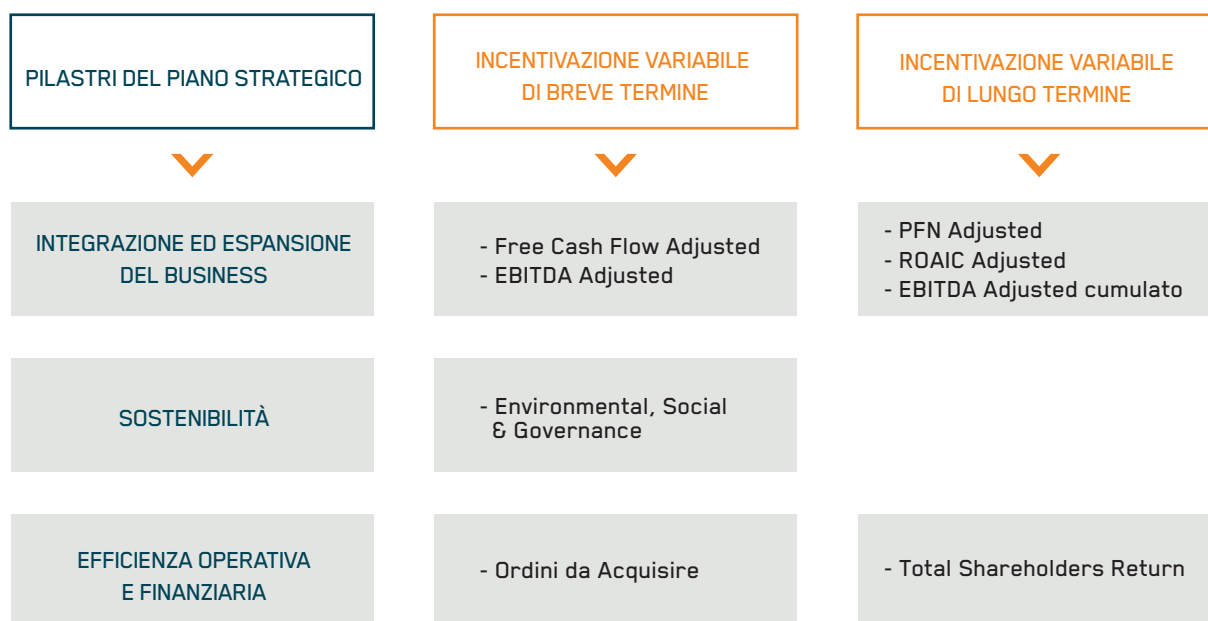 PILASTRI DEL PIANO STRATEGICO
INCENTIVAZIONE VARIABILE
DI BREVE TERMINE
INCENTIVAZIONE VARIABILE
DI LUNGO TERMINE
INTEGRAZIONE ED ESPANSIONE
DEL BUSINESS
- Free Cash Flow Adjusted
- EBITDA Adjusted
- PFN Adjusted
- ROAIC Adjusted
- EBITDA Adjusted cumulato
SOSTENIBILITÀ
- Environmental, Social
& Governance
EFFICIENZA OPERATIVA
E FINANZIARIA
- Ordini da Acquisire
- Total Shareholders Return